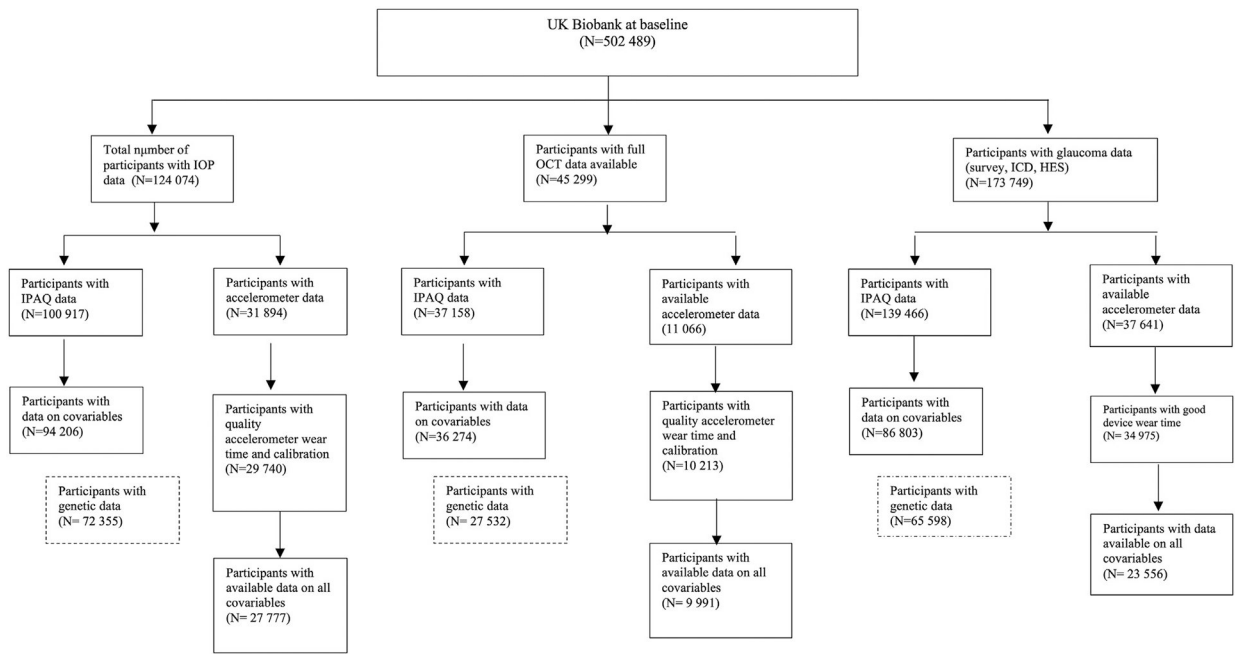 UK Biobank at baseline
(N=502 489)
Total nμmber of
participants with IOP
data (N=124 074)
Participants with full
OCT data available
(N=45 299)
Participants with glaucoma data
(survey, ICD, HES)
(N=173 749)
Participants with
IPAQ data
(N=100 917)
Participants with
accelerometer data
(N=31 894)
Participants with
IPAQ data
(N=37 158)
Participants with
available
accelerometer data
(11 066)
Participants with
IPAQ data
(N=139 466)
Participants with
available
accelerometer data
(N=37 641)
Participants with
data on covariables
(N=94 206)
Participants with
quality
accelerometer wear
time and calibration
(N=29 740)
Participants with data
on covariables
(N=36 274)
Participants with
quality accelerometer
wear time and
calibration)
(N=10 213)
Participants with
data on covariables
(N=86 803)
Participants with good
device wear time)
(N= 34 975)
Participants with
genetic data
(N= 72 355)
Participants with
genetic data
(N= 27 532)
Participants with
genetic data
(N=65 598)
Participants with
available data on all
covariables)
(N= 27 777)
Participants with
available data on all
covariables)
(N= 9 991)
Participants with data
available on all
covariables)
(N= 23 556)